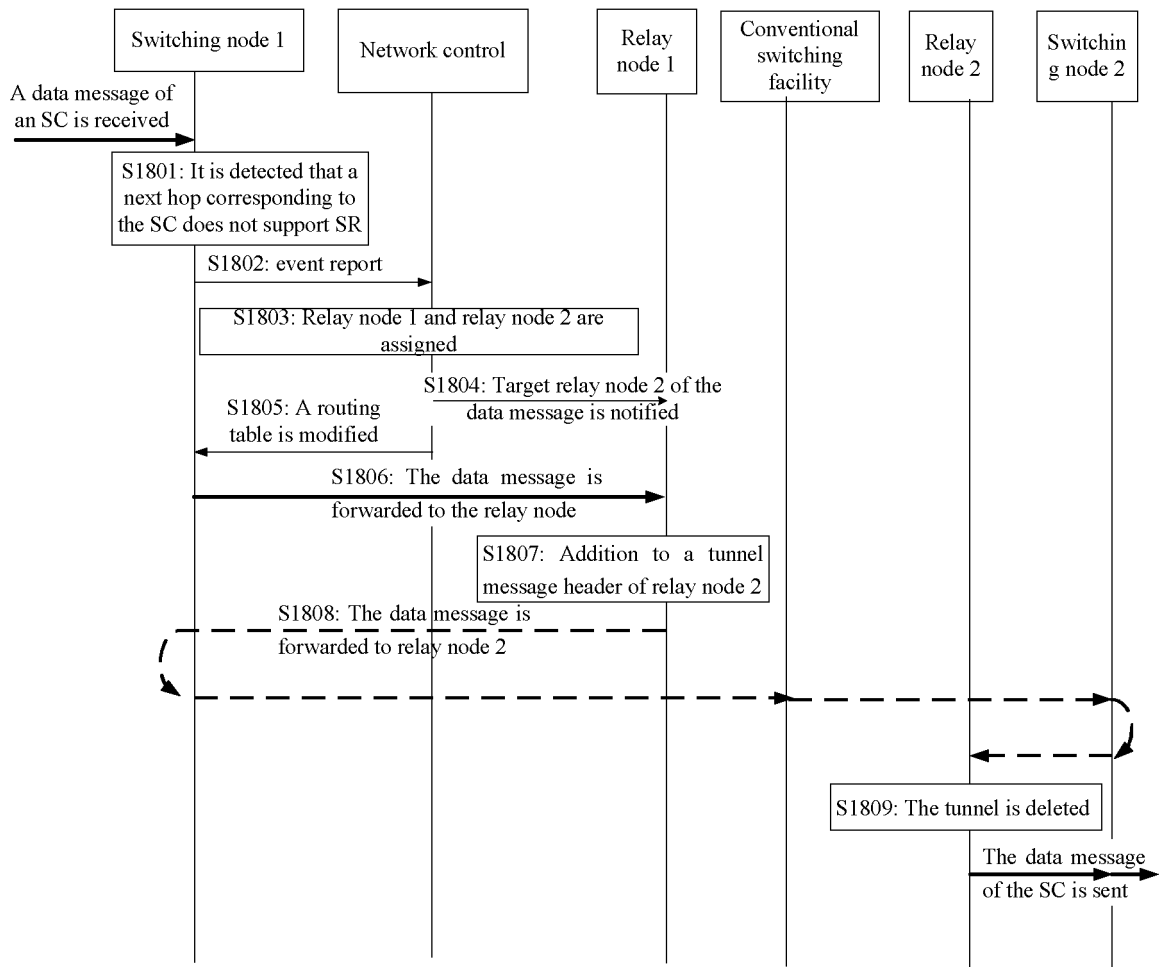 Switching node 1
Network control
Relay
node 1
Conventional
switching
facility
Relay
node 2
Switchin
g node 2
A data message of
an SC is received
S1801: It is detected that a
next hop corresponding to
the SC does not support SR
S1802: event report
S1803: Relay node 1 and relay node 2 are
assigned
S1804: Target relay node 2 of the
data message is notified
S1805: A routing
table is modified
S1806: The data message is
forwarded to the relay node
S1807: Addition to a tunnel
message header of relay node 2
S1808: The data message is
forwarded to relay node 2
S1809: The tunnel is deleted
The data message
of the SC is sent